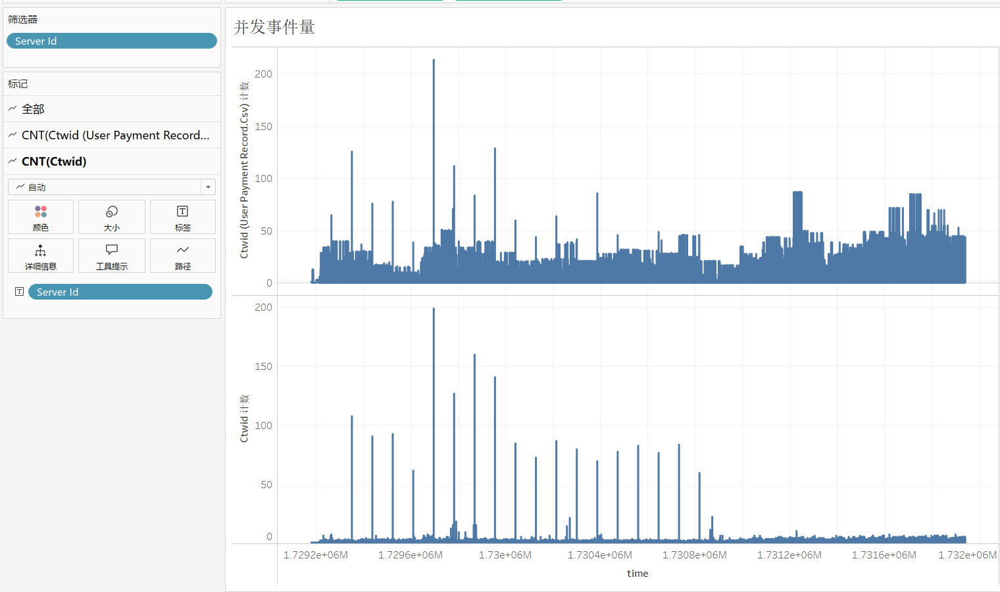 筛选器
Server Id
标记
全部
CNT(Ctwid (User Payment Record...
CNT(Ctwid)
自动
颜色
大小
标签
详细信息
工具提示
路径
Server Id
并发事件量
Ctwid (User Payment Record.Csv) 计数
200
150
100
50
0
Ctwid 计数
200
150
100
50
0
1.7292e+06M
1.7296e+06M
1.73e+06M
1.7304e+06M
1.7308e+06M
1.7312e+06M
1.7316e+06M
1.732e+06M
time